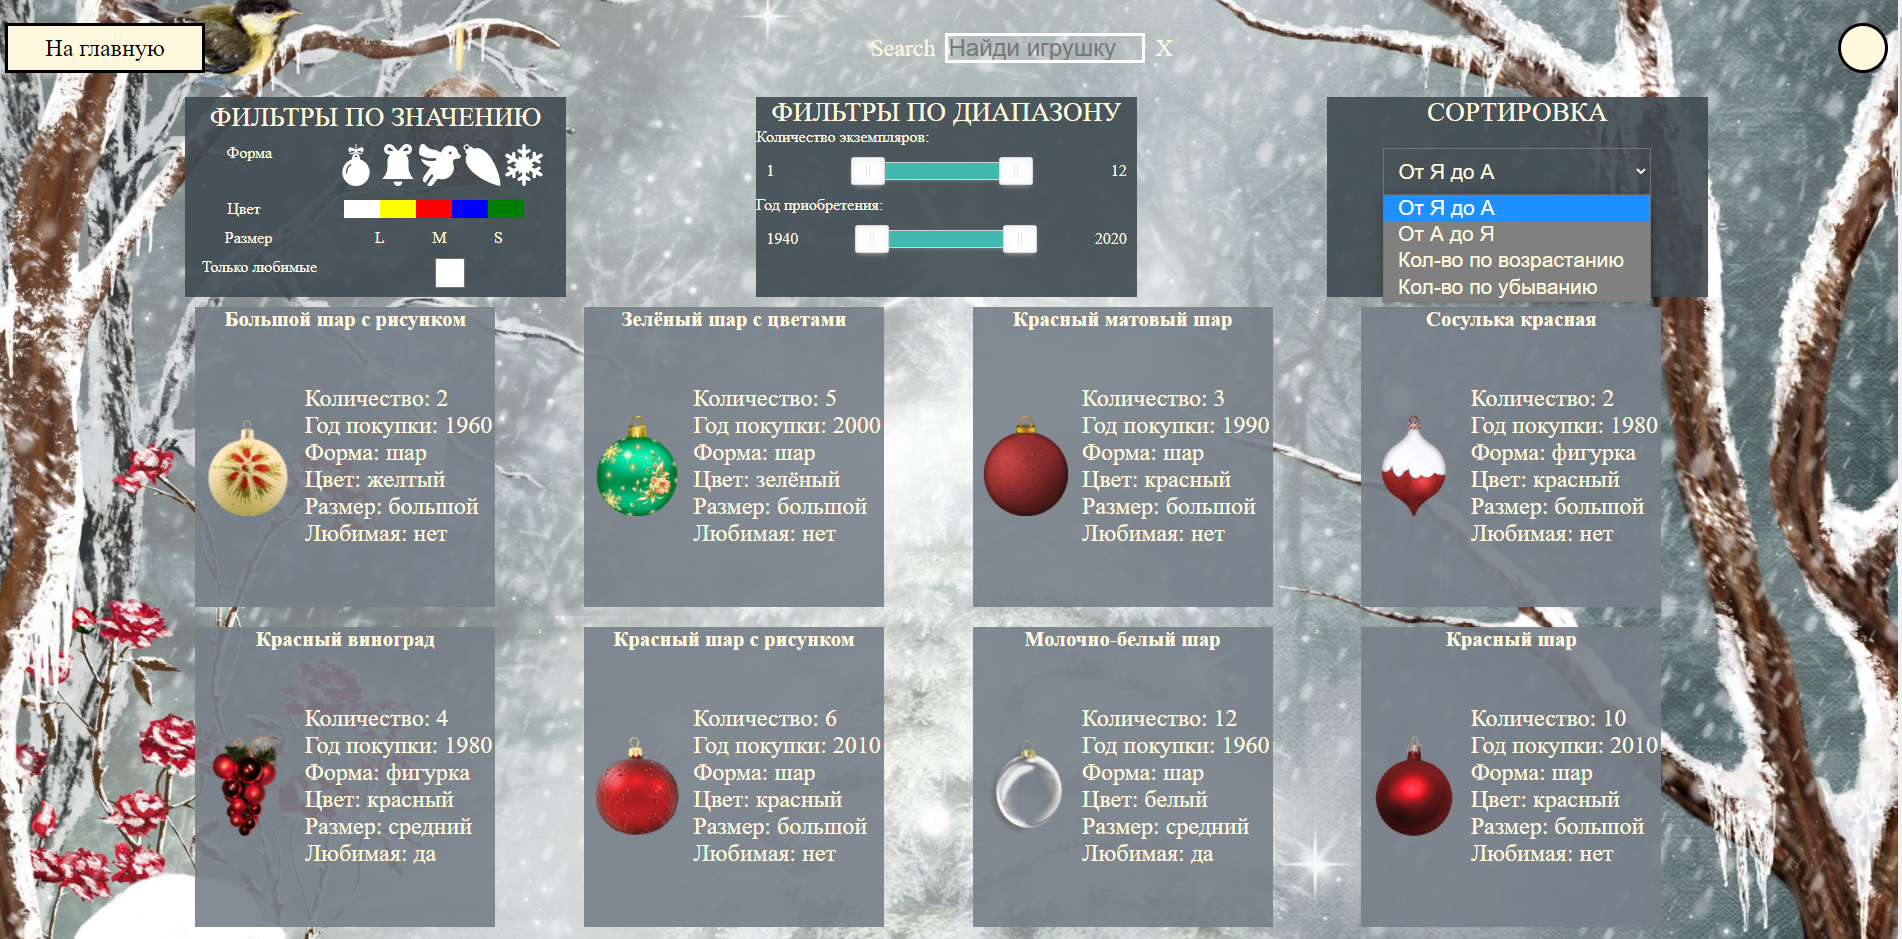 На главную
Search Найди игрушку X
ФИЛЬТРЫ ПО ЗНАЧЕНИЮ
Форма
Цвет
Размер L M S
Только любимые
ФИЛЬТРЫ ПО ДИАПАЗОНУ
Количество экземпляров:
1 12
Год приобретения:
1940 2020
СОРТИРОВКА
От Я до А
От Я до А
От А до Я
Кол-во по возрастанию
Кол-во по убыванию
Большой шар с рисунком
Количество: 2
Год покупки: 1960
Форма: шар
Цвет: желтый
Размер: большой
Любимая: нет
Зелёный шар с цветами
Количество: 5
Год покупки: 2000
Форма: шар
Цвет: зелёный
Размер: большой
Любимая: нет
Красный матовый шар
Количество: 3
Год покупки: 1990
Форма: шар
Цвет: красный
Размер: большой
Любимая: нет
Сосулька красная
Количество: 2
Год покупки: 1980
Форма: фигурка
Цвет: красный
Размер: большой
Любимая: нет
Красный виноград
Количество: 4
Год покупки: 1980
Форма: фигурка
Цвет: красный
Размер: средний
Любимая: да
Красный шар с рисунком
Количество: 6
Год покупки: 2010
Форма: шар
Цвет: красный
Размер: большой
Любимая: нет
Молочно-белый шар
Количество: 12
Год покупки: 1960
Форма: шар
Цвет: белый
Размер: средний
Любимая: да
Красный шар
Количество: 10
Год покупки: 2010
Форма: шар
Цвет: красный
Размер: большой
Любимая: нет